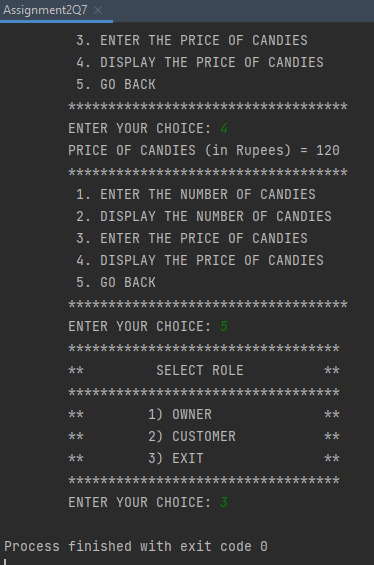 Assignment2Q7 ×
3. ENTER THE PRICE OF CANDIES
4. DISPLAY THE PRICE OF CANDIES
5. GO BACK
***********************************
ENTER YOUR CHOICE: 4
PRICE OF CANDIES (in Rupees) = 120
***********************************
1. ENTER THE NUMBER OF CANDIES
2. DISPLAY THE NUMBER OF CANDIES
3. ENTER THE PRICE OF CANDIES
4. DISPLAY THE PRICE OF CANDIES
5. GO BACK
***********************************
ENTER YOUR CHOICE: 5
**********************************
** SELECT ROLE **
**********************************
** 1) OWNER **
** 2) CUSTOMER **
** 3) EXIT **
**********************************
ENTER YOUR CHOICE: 3
Process finished with exit code 0